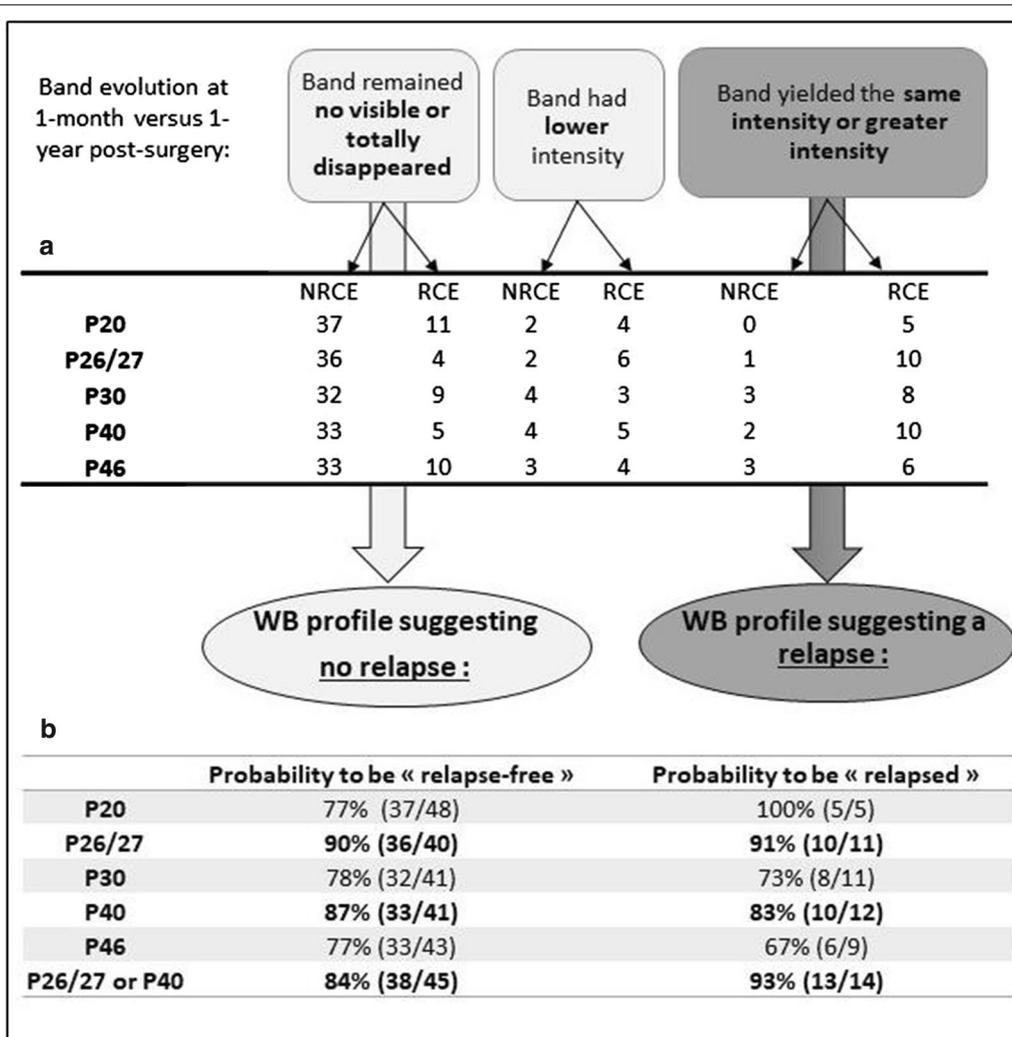 Band evolution at
1-month versus 1-
year post-surgery:
Band remained
no visible or
totally
disappeared
Band had
lower
intensity
Band yielded the same
intensity or greater
intensity
a
NRCE RCE NRCE RCE NRCE RCE
P20 37 11 2 4 0 5
P26/27 36 4 2 6 1 10
P30 32 9 4 3 3 8
P40 33 5 4 5 2 10
P46 33 10 3 4 3 6
WB profile suggesting
no relapse :
WB profile suggesting a
relapse :
b
Probability to be « relapse-free » Probability to be « relapsed »
P20 77% (37/48) 100% (5/5)
P26/27 90% (36/40) 91% (10/11)
P30 78% (32/41) 73% (8/11)
P40 87% (33/41) 83% (10/12)
P46 77% (33/43) 67% (6/9)
P26/27 or P40 84% (38/45) 93% (13/14)